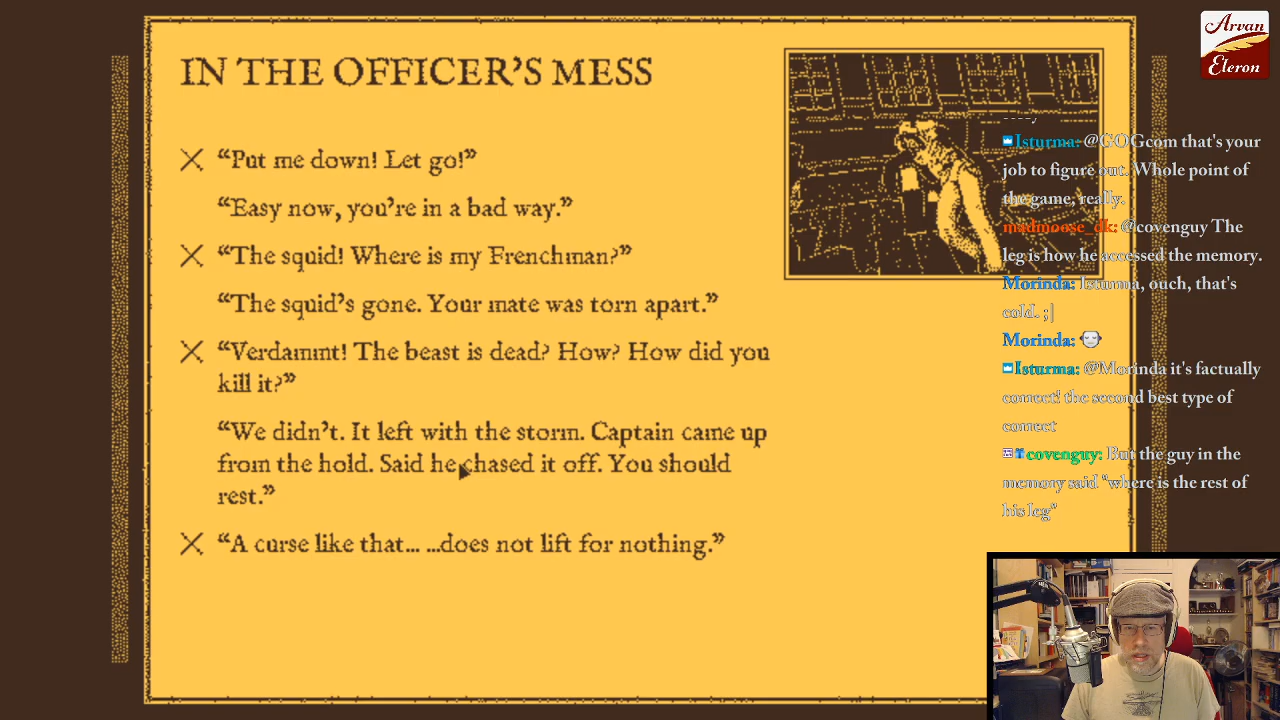 IN THE OFFICER'S MESS
“Put me down! Let go!”
“Easy now, you're in a bad way.”
“The squid! Where is my Frenchman?”
“The squid's gone. Your mate was torn apart.”
“Verdammt! The beast is dead? How? How did you
kill it?”
“We didn't. It left with the storm. Captain came up
from the hold. Said he chased it off. You should
rest.”
“A curse like that... ...does not lift for nothing.”
Arvan
Eleron
Isturma: @GOGcom that's your
job to figure out. Whole point of
the game, really.
madmoose_dk: @covenguy The
leg is how he accessed the memory.
Morinda: Isturma, ouch, that's
cold. ;|
Morinda:
Isturma: @Morinda it's factually
correct! the second best type of
correct
covenguy: But the guy in the
memory said "where is the rest of
his leg"